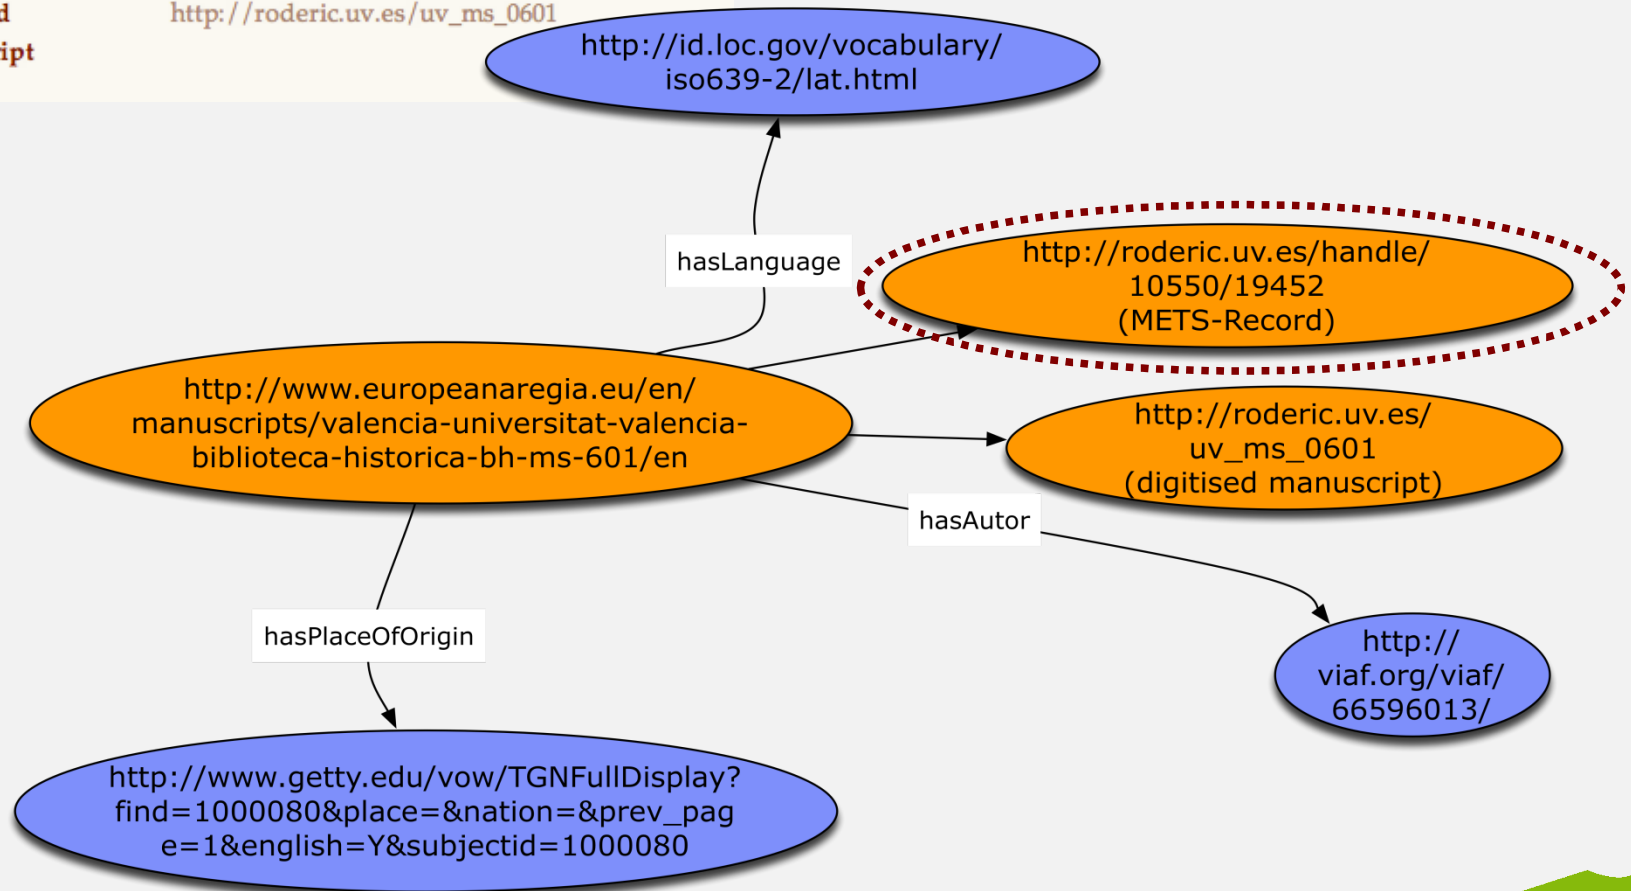 http://roderic.uv.es/uv_ms_0601
http://id.loc.gov/vocabulary/
iso639-2/lat.html
hasLanguage
http://roderic.uv.es/handle/
10550/19452
(METS-Record)
http://www.europeanaregia.eu/en/
manuscripts/valencia-universitat-valencia-
biblioteca-historica-bh-ms-601/en
http://roderic.uv.es/
uv_ms_0601
(digitised manuscript)
hasAutor
hasPlaceOfOrigin
http://
viaf.org/viaf/
66596013/
http://www.getty.edu/vow/TGNFullDisplay?
find=1000080&place=&nation=&prev_pag
e=1&english=Y&subjectid=1000080